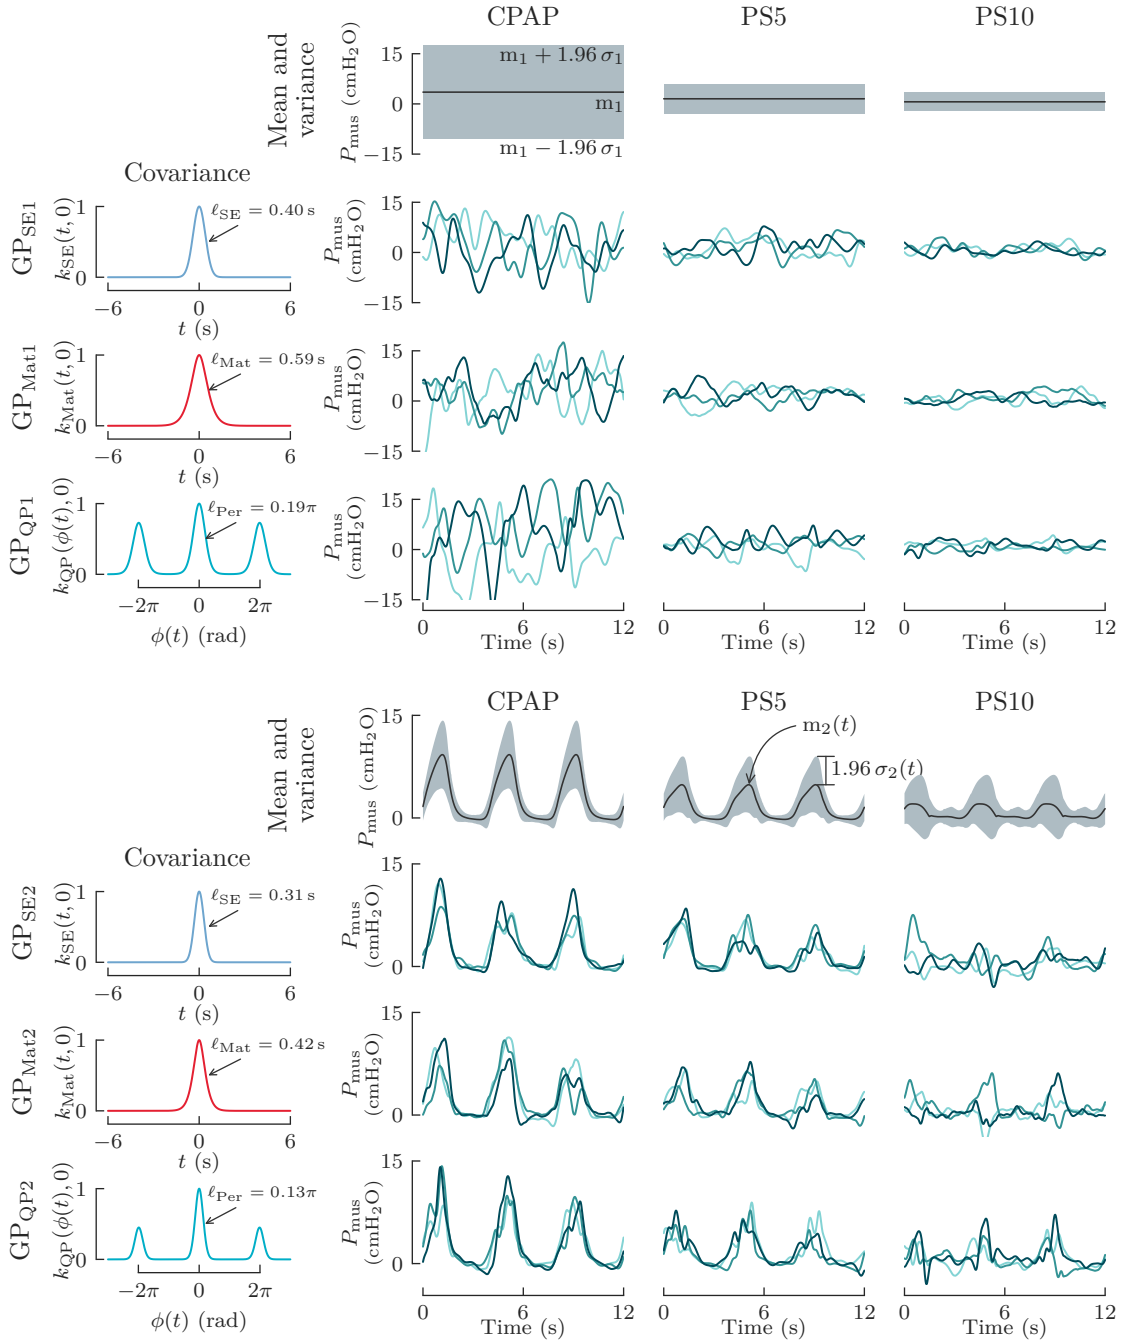 CPAP PS5 PS10
Mean and
variance
P_mus (cmH₂O)
15
0
−15
m₁ + 1.96 σ₁
m₁
m₁ − 1.96 σ₁
Covariance
GP_SE1
k_SE(t, 0)
1
0
ℓ_SE = 0.40 s
−6 0 6
t (s)
P_mus
(cmH₂O)
15
0
−15
GP_Mat1
k_Mat(t, 0)
1
0
ℓ_Mat = 0.59 s
−6 0 6
t (s)
P_mus
(cmH₂O)
15
0
−15
GP_QP1
k_QP(ϕ(t), 0)
1
0
ℓ_Per = 0.19π
−2π 0 2π
ϕ(t) (rad)
P_mus
(cmH₂O)
15
0
−15
0 6 12 0 6 12 0 6 12
Time (s) Time (s) Time (s)
CPAP PS5 PS10
Mean and
variance
P_mus (cmH₂O)
15
0
m₂(t)
1.96 σ₂(t)
Covariance
GP_SE2
k_SE(t, 0)
1
0
ℓ_SE = 0.31 s
−6 0 6
t (s)
P_mus
(cmH₂O)
15
0
GP_Mat2
k_Mat(t, 0)
1
0
ℓ_Mat = 0.42 s
−6 0 6
t (s)
P_mus
(cmH₂O)
15
0
GP_QP2
k_QP(ϕ(t), 0)
1
0
ℓ_Per = 0.13π
−2π 0 2π
ϕ(t) (rad)
P_mus
(cmH₂O)
15
0
0 6 12 0 6 12 0 6 12
Time (s) Time (s) Time (s)